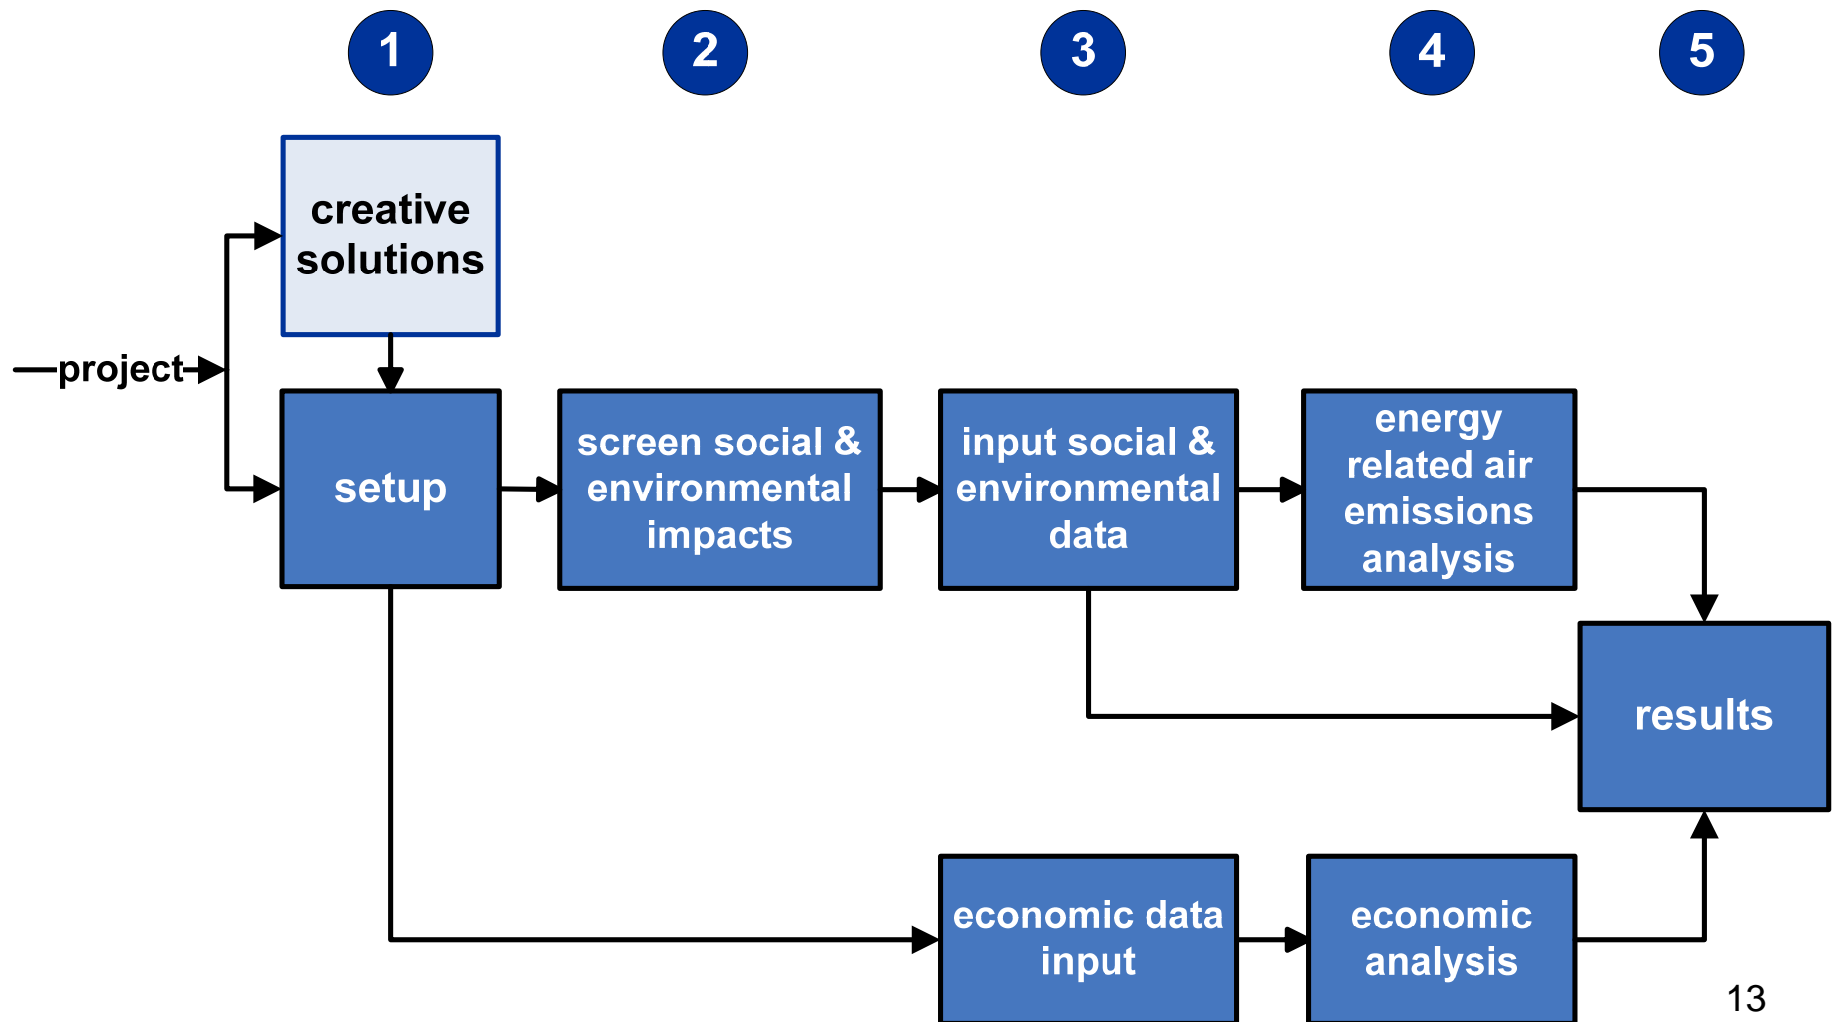 1
2
3
4
5
creative
solutions
project
setup
screen social &
environmental
impacts
input social &
environmental
data
energy
related air
emissions
analysis
results
economic data
input
economic
analysis
13